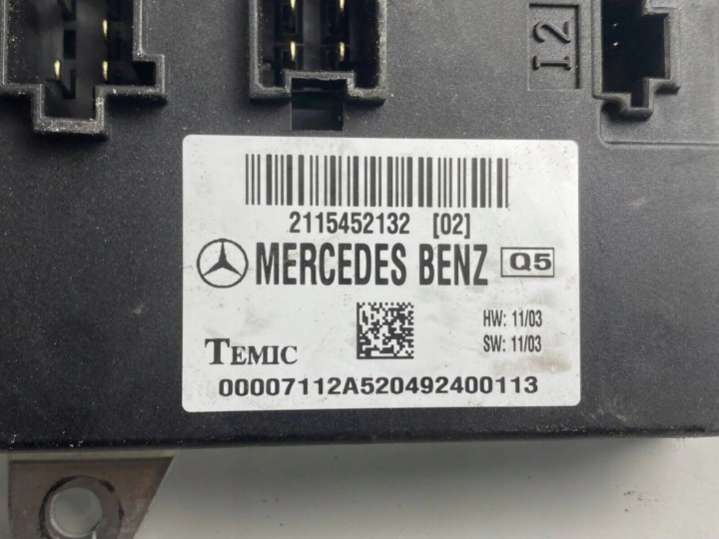 12
2115452132 [02]
MERCEDES BENZ Q5
HW: 11/03
SW: 11/03
TEMIC
00007112A520492400113